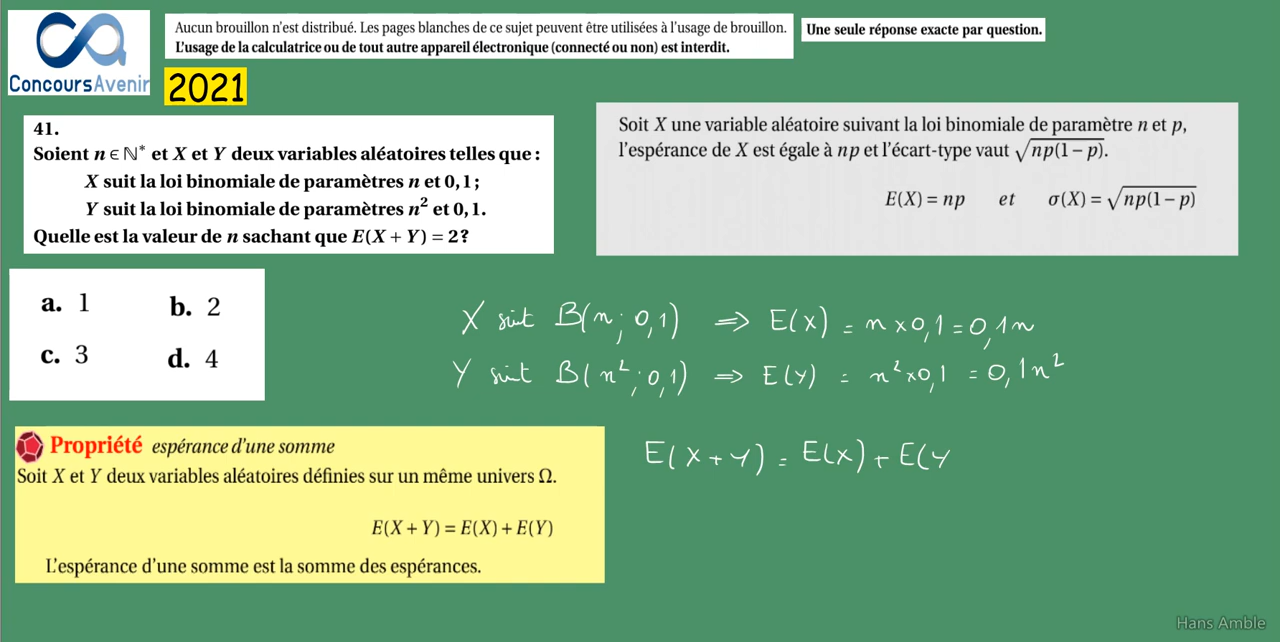 ConcoursAvenir
2021
Aucun brouillon n'est distribué. Les pages blanches de ce sujet peuvent être utilisées à l'usage de brouillon.
L'usage de la calculatrice ou de tout autre appareil électronique (connecté ou non) est interdit.
Une seule réponse exacte par question.
41.
Soient n ∈ ℕ* et X et Y deux variables aléatoires telles que :
X suit la loi binomiale de paramètres n et 0,1 ;
Y suit la loi binomiale de paramètres n² et 0,1.
Quelle est la valeur de n sachant que E(X + Y) = 2 ?
Soit X une variable aléatoire suivant la loi binomiale de paramètre n et p,
l'espérance de X est égale à np et l'écart-type vaut √(np(1 − p)).
E(X) = np et σ(X) = √(np(1 − p))
a. 1 b. 2
c. 3 d. 4
X suit B(n; 0,1) ⇒ E(X) = n × 0,1 = 0,1n
Y suit B(n²; 0,1) ⇒ E(Y) = n² × 0,1 = 0,1n²
Propriété espérance d'une somme
Soit X et Y deux variables aléatoires définies sur un même univers Ω.
E(X + Y) = E(X) + E(Y)
L'espérance d'une somme est la somme des espérances.
E(X + Y) = E(X) + E(Y
Hans Amble